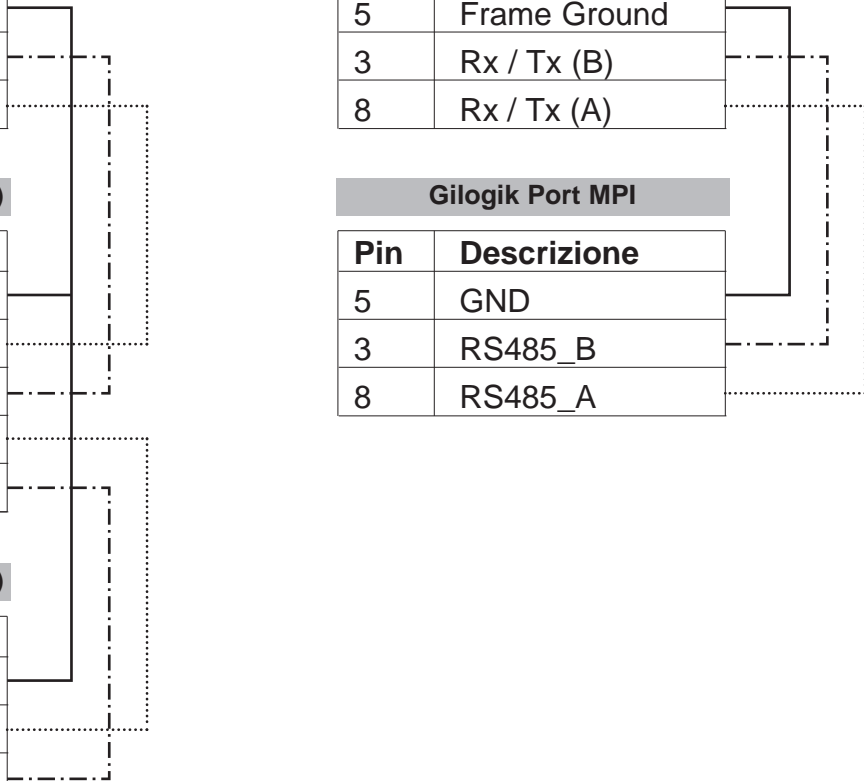 5 Frame Ground
3 Rx / Tx (B)
8 Rx / Tx (A)
)
Gilogik Port MPI
Pin Descrizione
5 GND
3 RS485_B
8 RS485_A
)